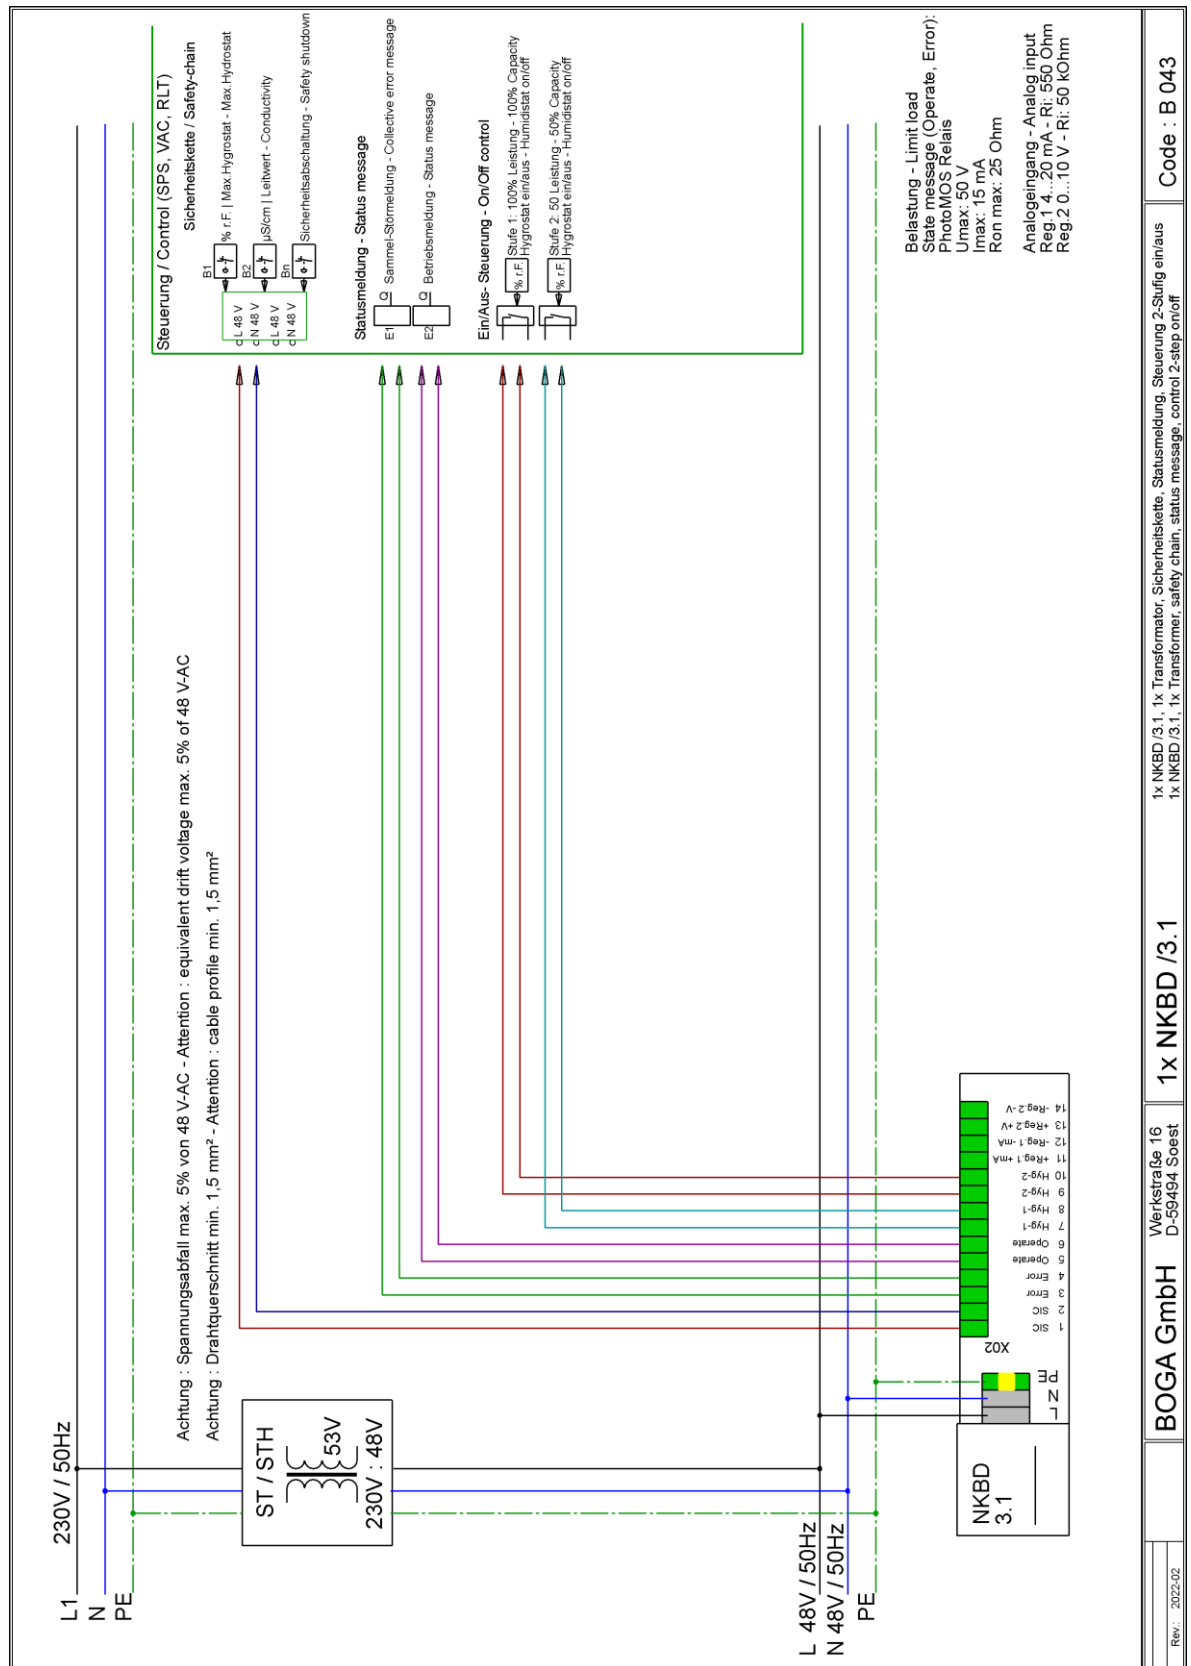 Steuerung / Control (SPS, VAC, RLT)
Sicherheitskette / Safety-chain
B1
% r.F. | Max.Hygrostat - Max.Hydrostat
B2
µS/cm | Leitwert - Conductivity
Bn
Sicherheitsabschaltung - Safety shutdown
L 48 V
N 48 V
L 48 V
N 48 V
Statusmeldung - Status message
E1
Q
Sammel-Störmeldung - Collective error message
E2
Q
Betriebsmeldung - Status message
Ein/Aus- Steuerung - On/Off control
% r.F.
Stufe 1: 100% Leistung - 100% Capacity
Hygrostat ein/aus - Humidistat on/off
% r.F.
Stufe 2: 50 Leistung - 50% Capacity
Hygrostat ein/aus - Humidistat on/off
Belastung - Limit load
State message (Operate, Error):
PhotoMOS Relais
Umax: 50 V
Imax: 15 mA
Ron max: 25 Ohm
Analogeingang - Analog input
Reg.1 4...20 mA - Ri: 550 Ohm
Reg.2 0...10 V - Ri: 50 kOhm
Achtung : Spannungsabfall max. 5% von 48 V-AC - Attention : equivalent drift voltage max. 5% of 48 V-AC
Achtung : Drahtquerschnitt min. 1,5 mm² - Attention : cable profile min. 1,5 mm²
230V / 50Hz
L1
N
PE
ST / STH
53V
230V : 48V
L 48V / 50Hz
N 48V / 50Hz
PE
NKBD
3.1
L
N
PE
X02
1 SIC
2 SIC
3 Error
4 Error
5 Operate
6 Operate
7 Hyg-1
8 Hyg-1
9 Hyg-2
10 Hyg-2
11 +Reg.1 +mA
12 -Reg.1 -mA
13 +Reg.2 +V
14 -Reg.2 -V
Rev.: 2022-02
BOGA GmbH
Werkstraße 16
D-59494 Soest
1x NKBD /3.1
1x NKBD /3.1, 1x Transformator, Sicherheitskette, Statusmeldung, Steuerung 2-Stufig ein/aus
1x NKBD /3.1, 1x Transformer, safety chain, status message, control 2-step on/off
Code : B 043